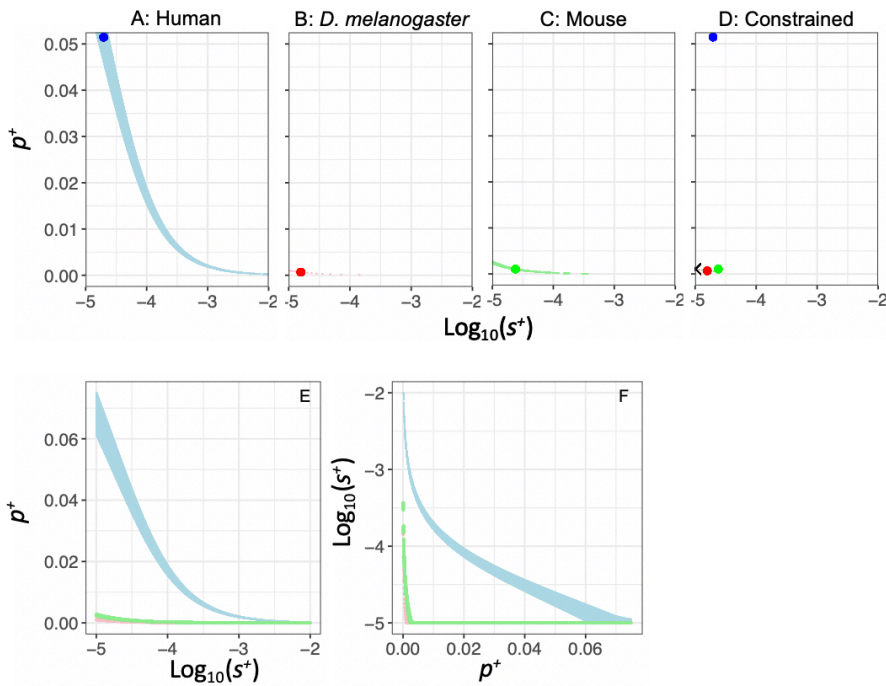 A: Human
B: D. melanogaster
C: Mouse
D: Constrained
0.05
0.04
0.03
0.02
0.01
0.00
p⁺
−5 −4 −3 −2
−5 −4 −3 −2
−5 −4 −3 −2
−5 −4 −3 −2
Log₁₀(s⁺)
E
0.06
0.04
0.02
0.00
p⁺
−5 −4 −3 −2
Log₁₀(s⁺)
F
−2
−3
−4
−5
Log₁₀(s⁺)
0.00 0.02 0.04 0.06
p⁺